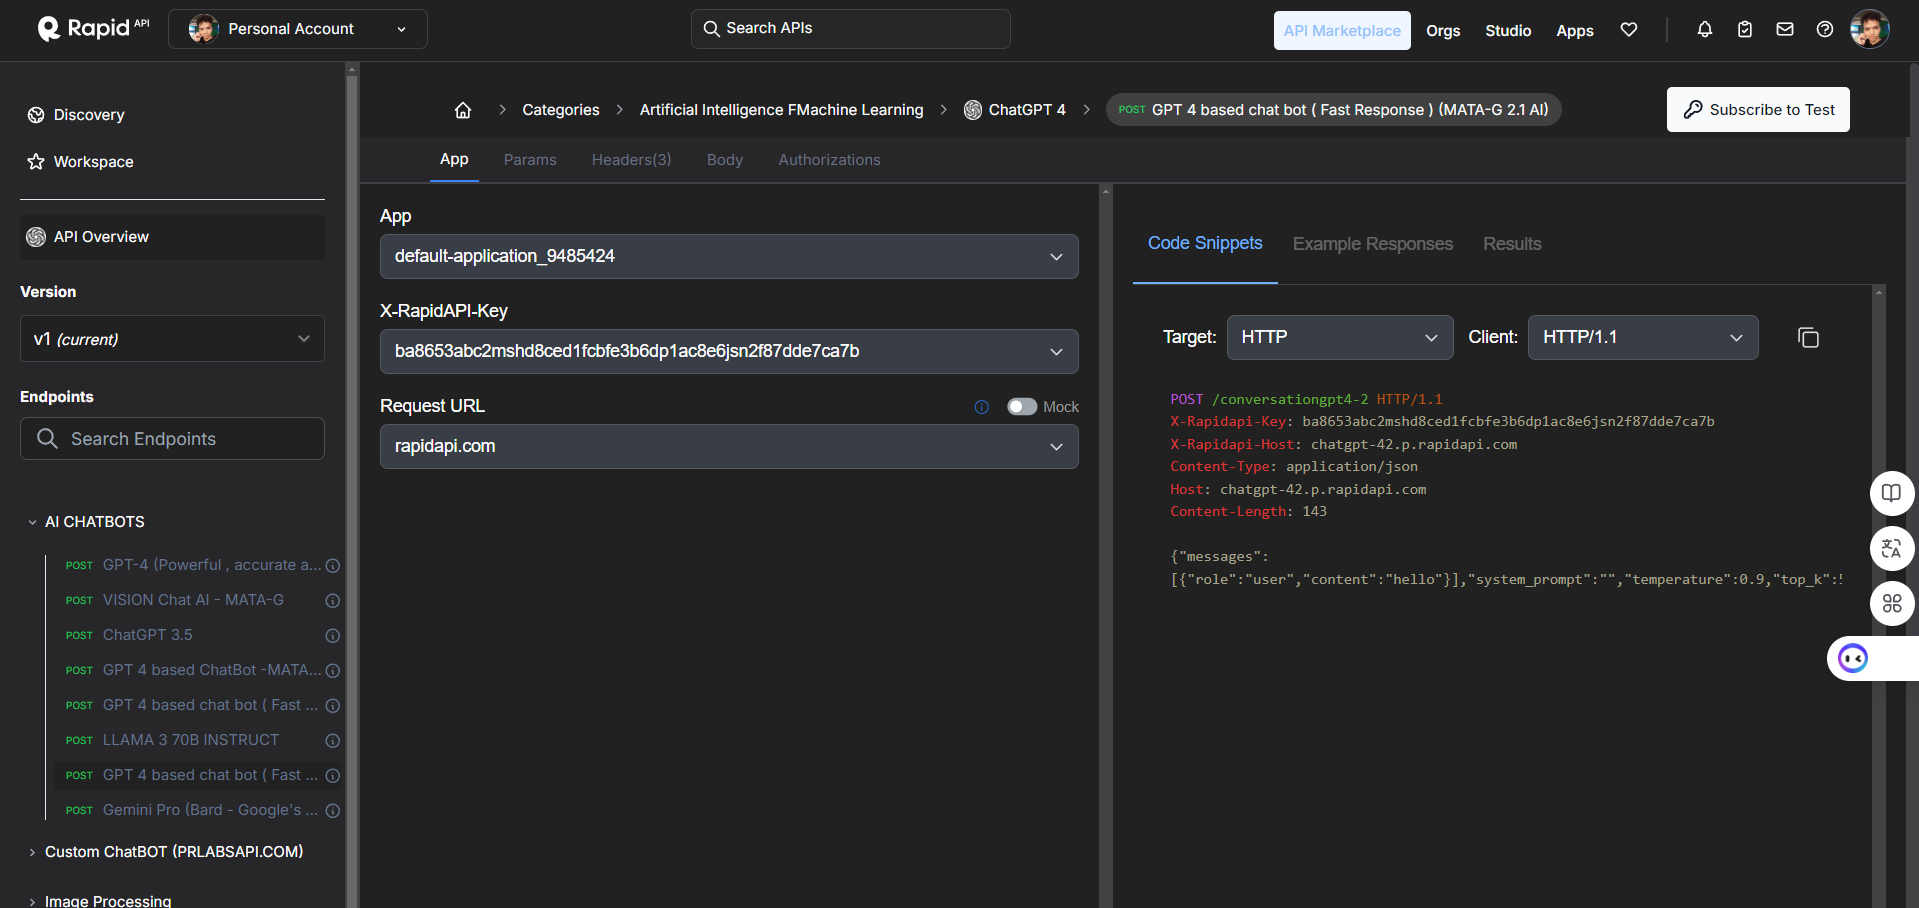 Rapid API
Personal Account
Search APIs
API Marketplace
Orgs
Studio
Apps
Discovery
Workspace
API Overview
Version
v1 (current)
Endpoints
Search Endpoints
AI CHATBOTS
POST GPT-4 (Powerful , accurate a...
POST VISION Chat AI - MATA-G
POST ChatGPT 3.5
POST GPT 4 based ChatBot -MATA...
POST GPT 4 based chat bot ( Fast ...
POST LLAMA 3 70B INSTRUCT
POST GPT 4 based chat bot ( Fast ...
POST Gemini Pro (Bard - Google's ...
Custom ChatBOT (PRLABSAPI.COM)
Image Processing
Categories
Artificial Intelligence FMachine Learning
ChatGPT 4
POST GPT 4 based chat bot ( Fast Response ) (MATA-G 2.1 AI)
Subscribe to Test
App
Params
Headers(3)
Body
Authorizations
App
default-application_9485424
X-RapidAPI-Key
ba8653abc2mshd8ced1fcbfe3b6dp1ac8e6jsn2f87dde7ca7b
Request URL
Mock
rapidapi.com
Code Snippets
Example Responses
Results
Target: HTTP
Client: HTTP/1.1
POST /conversationgpt4-2 HTTP/1.1
X-Rapidapi-Key: ba8653abc2mshd8ced1fcbfe3b6dp1ac8e6jsn2f87dde7ca7b
X-Rapidapi-Host: chatgpt-42.p.rapidapi.com
Content-Type: application/json
Host: chatgpt-42.p.rapidapi.com
Content-Length: 143
{"messages":
[{"role":"user","content":"hello"}],"system_prompt":"","temperature":0.9,"top_k":